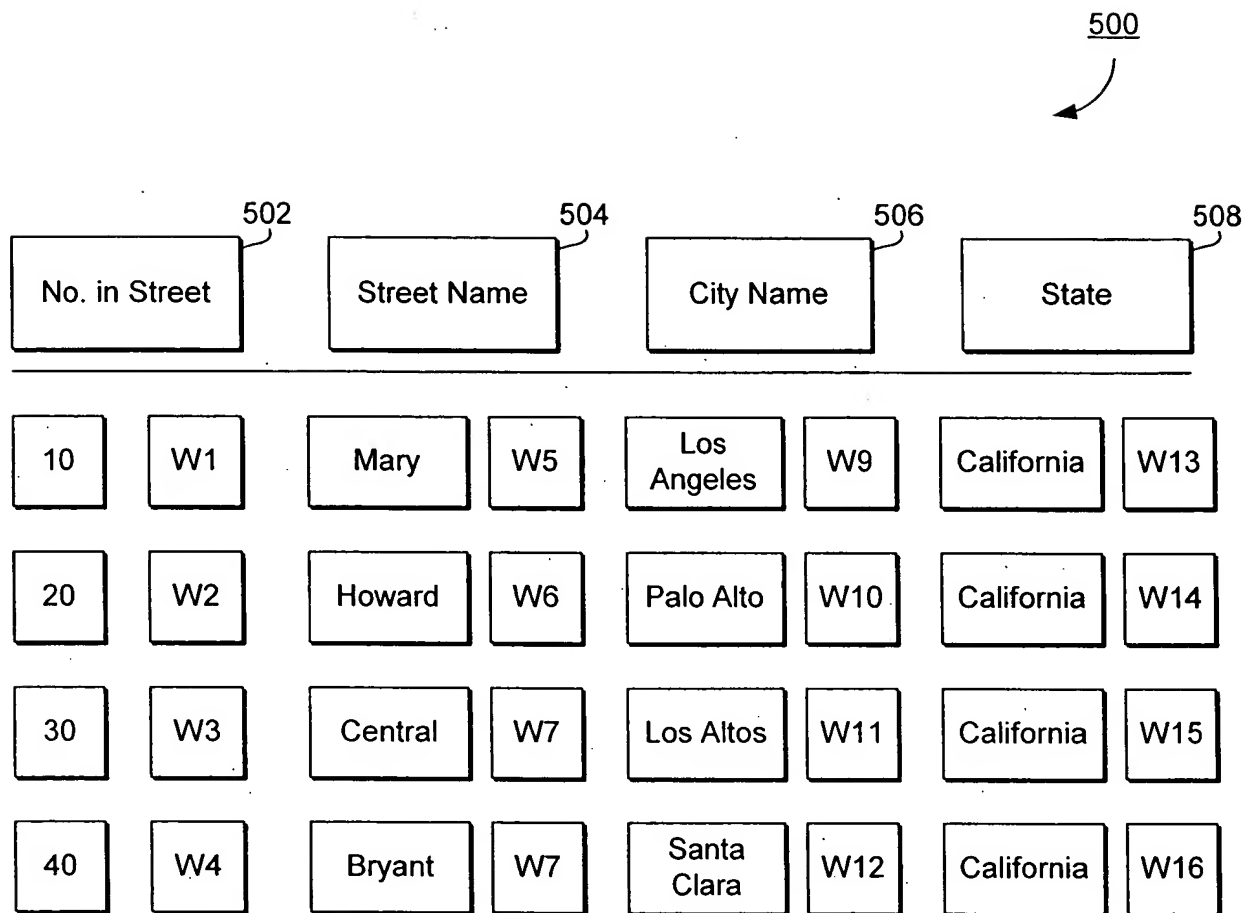 500
502 504 506 508
No. in Street Street Name City Name State
10 W1 Mary W5 Los Angeles W9 California W13
20 W2 Howard W6 Palo Alto W10 California W14
30 W3 Central W7 Los Altos W11 California W15
40 W4 Bryant W7 Santa Clara W12 California W16